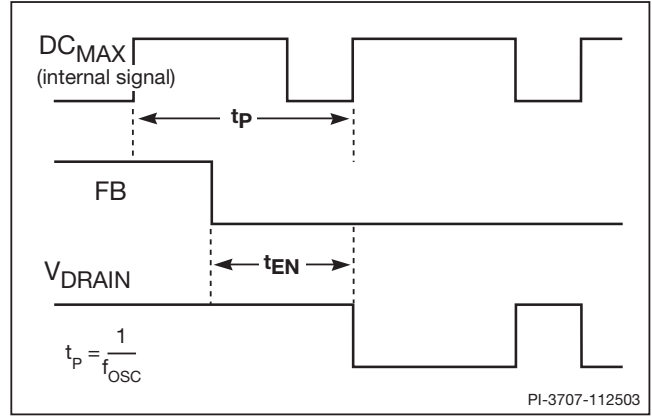 DCMAX
(internal signal)
tP
FB
tEN
VDRAIN
tP = 1/fOSC
PI-3707-112503